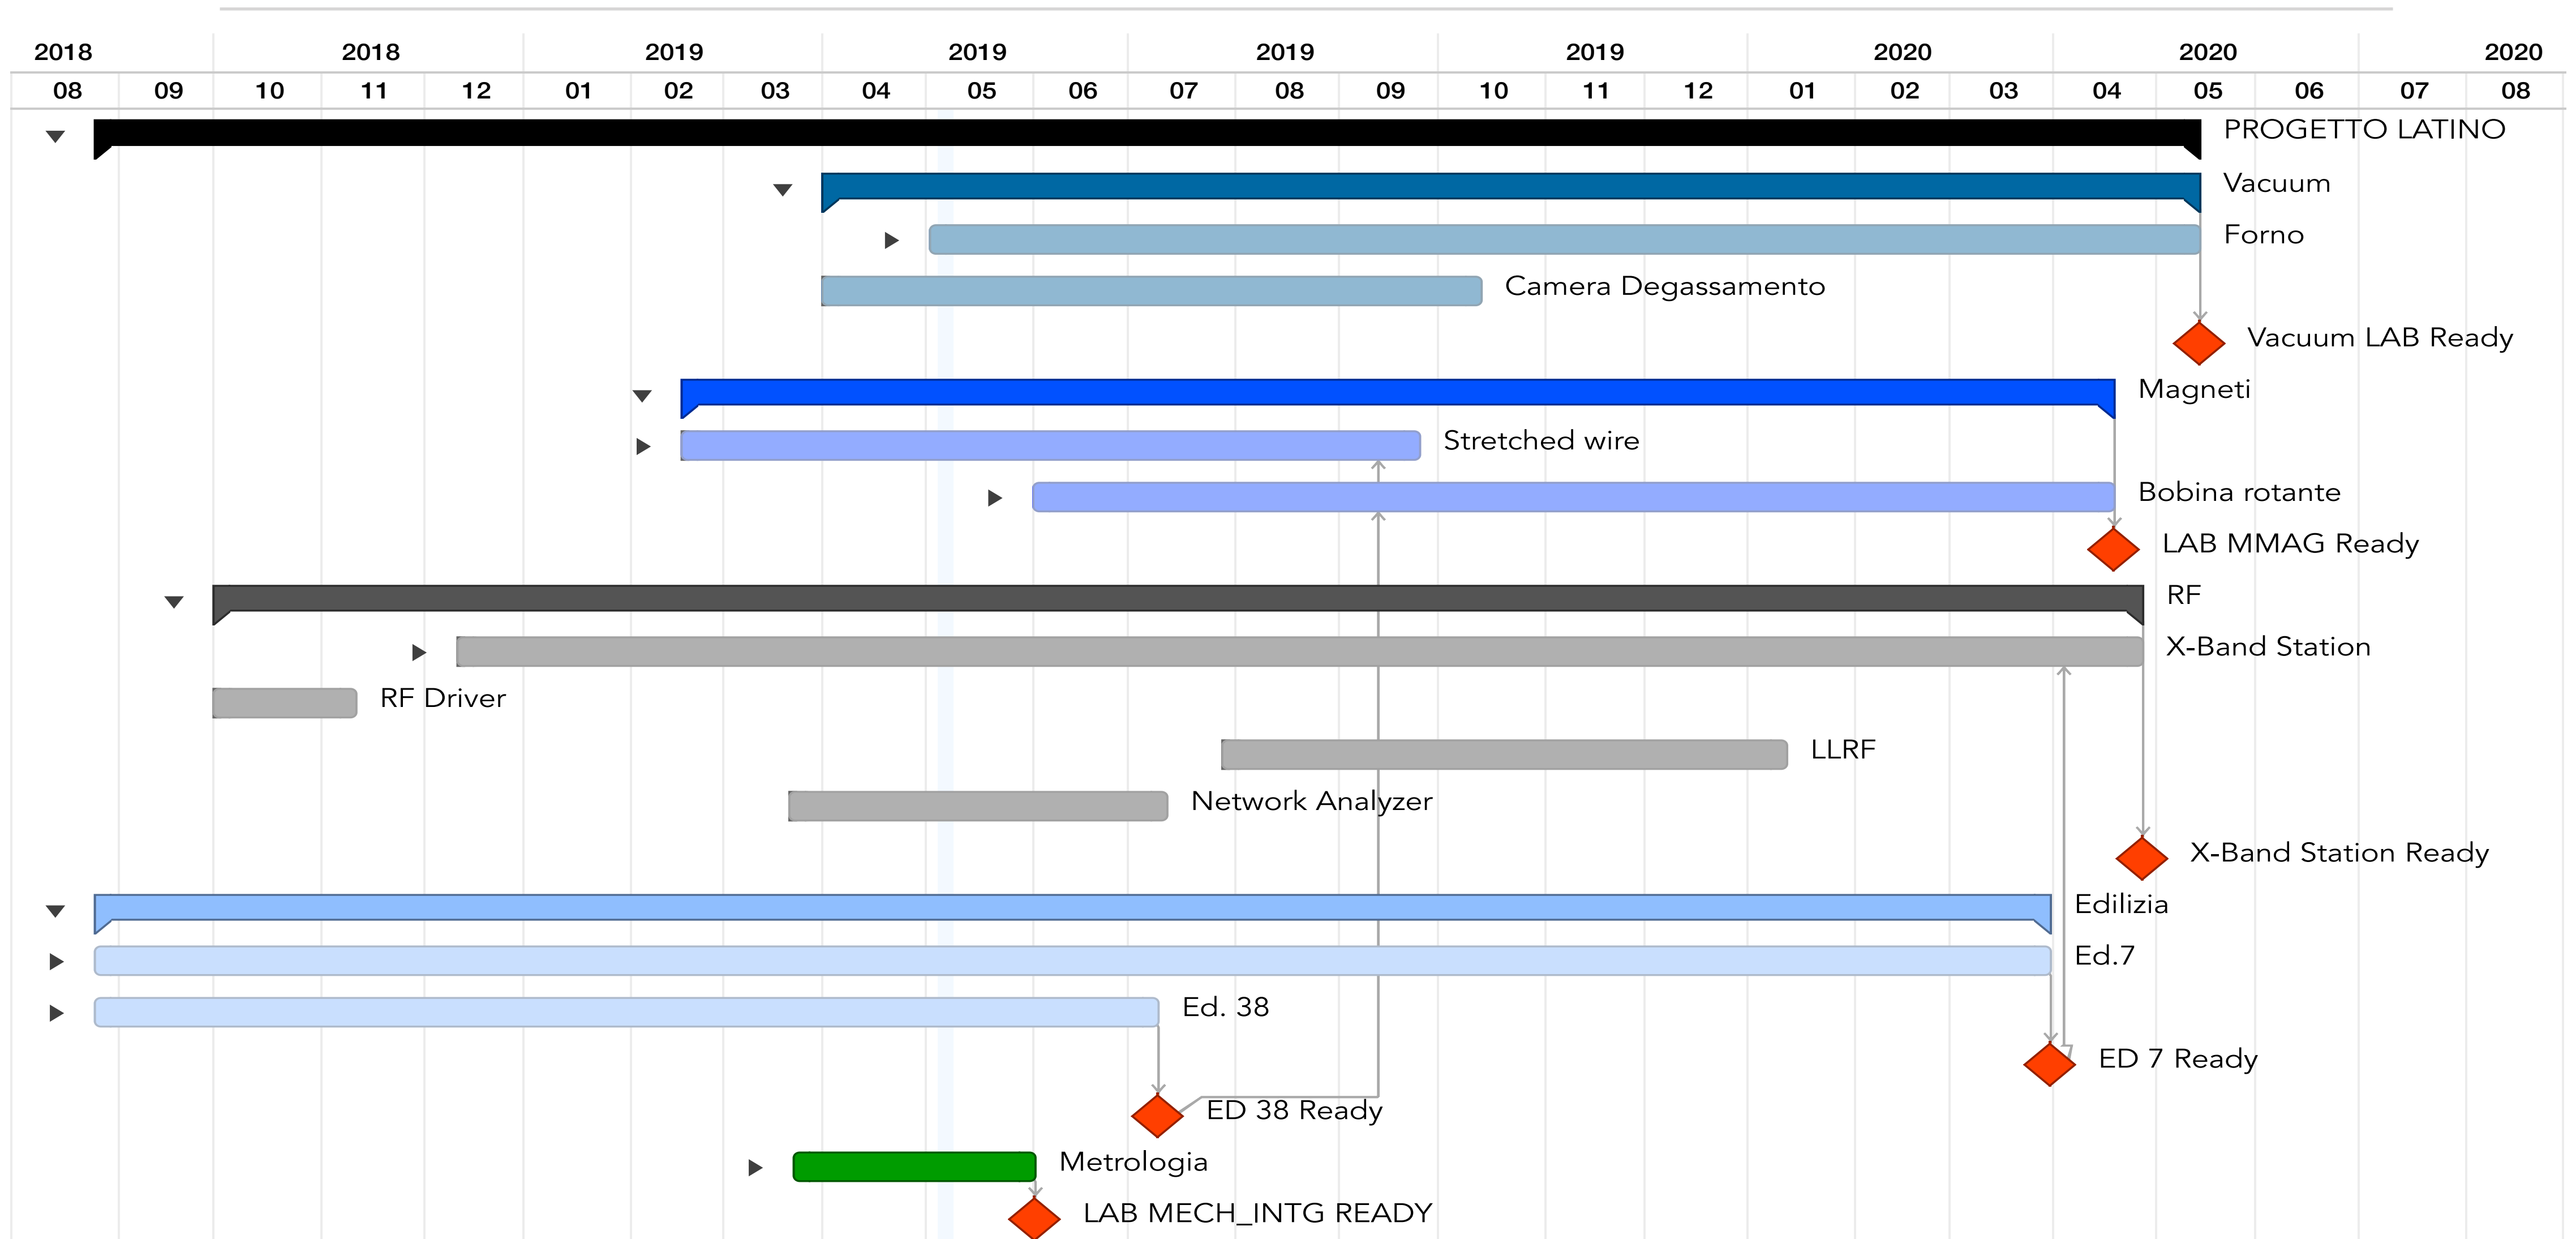 2018 2018 2019 2019 2019 2019 2020 2020 2020
08 09 10 11 12 01 02 03 04 05 06 07 08 09 10 11 12 01 02 03 04 05 06 07 08
PROGETTO LATINO
Vacuum
Forno
Camera Degassamento
Vacuum LAB Ready
Magneti
Stretched wire
Bobina rotante
LAB MMAG Ready
RF
X-Band Station
RF Driver
LLRF
Network Analyzer
X-Band Station Ready
Edilizia
Ed.7
Ed. 38
ED 7 Ready
ED 38 Ready
Metrologia
LAB MECH_INTG READY